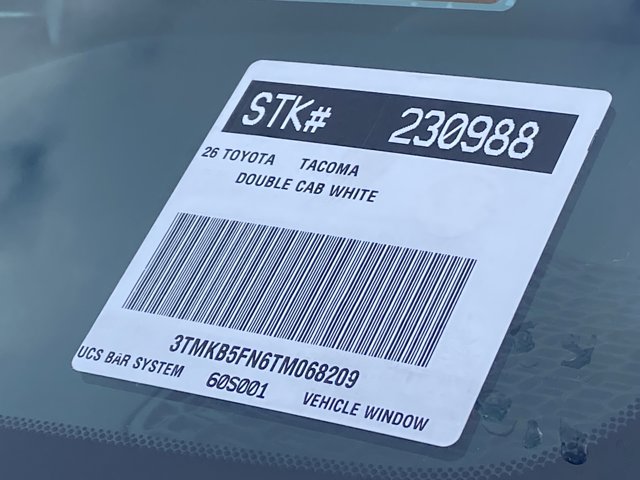 STK# 230988
26 TOYOTA TACOMA
DOUBLE CAB WHITE
3TMKB5FN6TM068209
UCS BAR SYSTEM 60S001 VEHICLE WINDOW